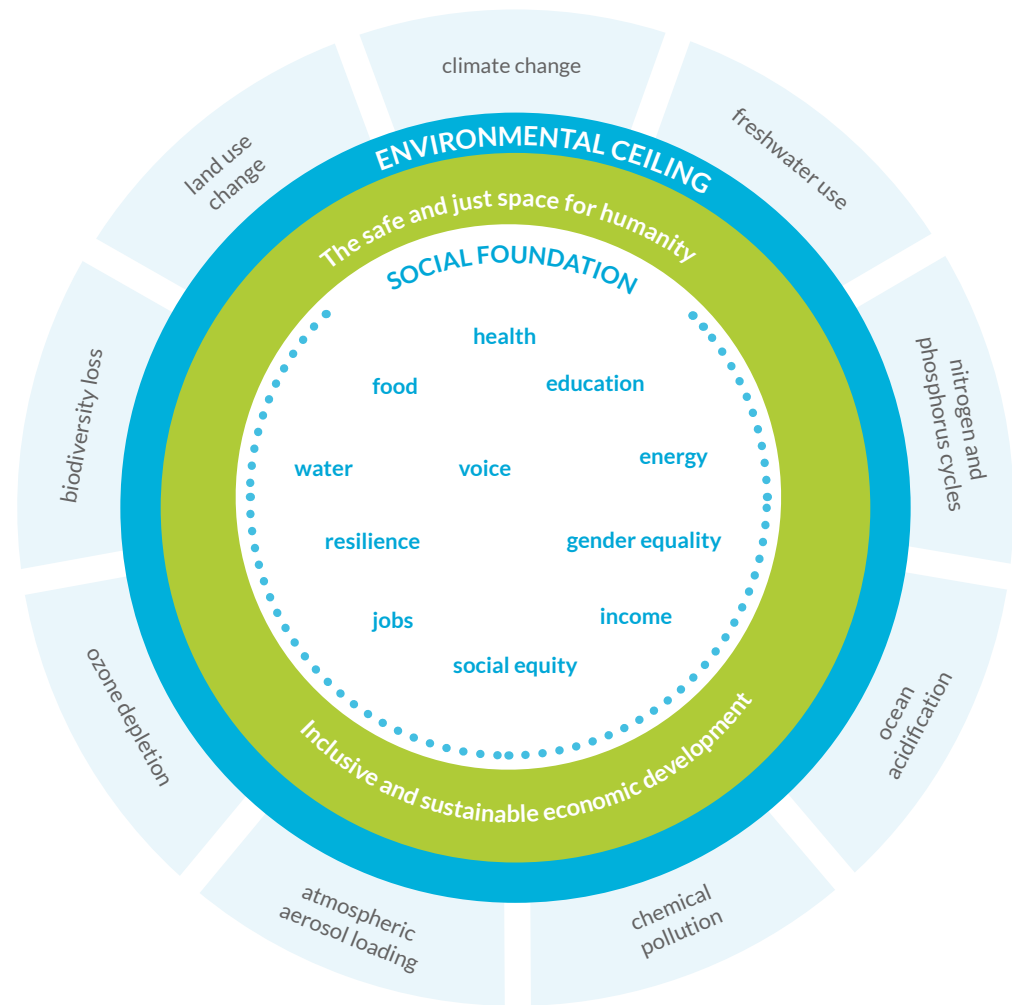 climate change
freshwater use
nitrogen and
phosphorus cycles
ocean
acidification
chemical
pollution
atmospheric
aerosol loading
ozone depletion
biodiversity loss
land use
change
ENVIRONMENTAL CEILING
The safe and just space for humanity
SOCIAL FOUNDATION
health
food
education
water
voice
energy
resilience
gender equality
jobs
income
social equity
Inclusive and sustainable economic development